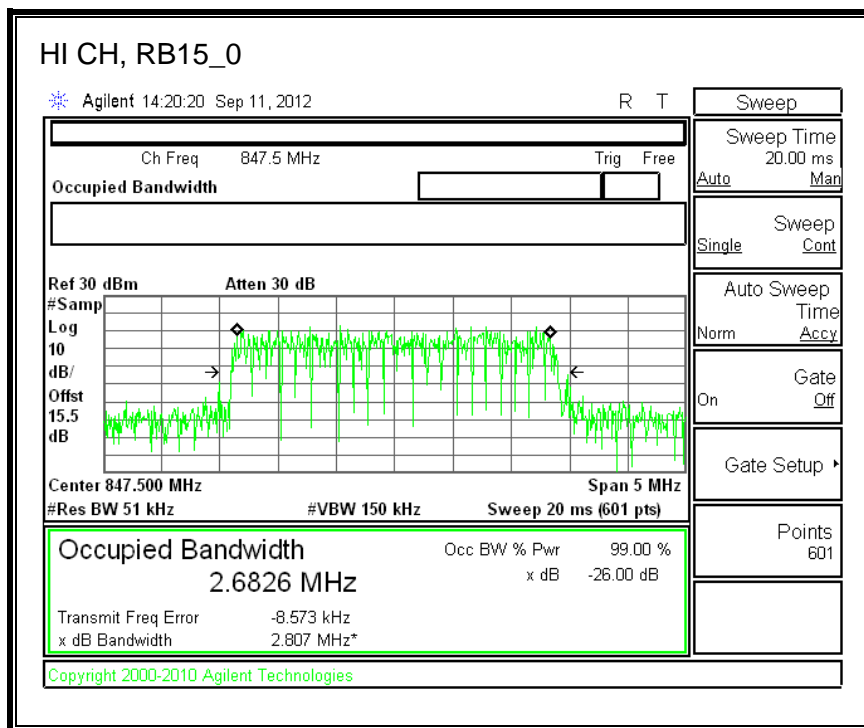 HI CH, RB15_0
Agilent 14:20:20 Sep 11, 2012 R T
Ch Freq 847.5 MHz Trig Free
Occupied Bandwidth
Ref 30 dBm Atten 30 dB
#Samp
Log
10
dB/
Offst
15.5
dB
Center 847.500 MHz Span 5 MHz
#Res BW 51 kHz #VBW 150 kHz Sweep 20 ms (601 pts)
Occupied Bandwidth Occ BW % Pwr 99.00 %
2.6826 MHz x dB -26.00 dB
Transmit Freq Error -8.573 kHz
x dB Bandwidth 2.807 MHz*
Copyright 2000-2010 Agilent Technologies
Sweep
Sweep Time
20.00 ms
Auto Man
Sweep
Single Cont
Auto Sweep
Time
Norm Accy
Gate
On Off
Gate Setup
Points
601